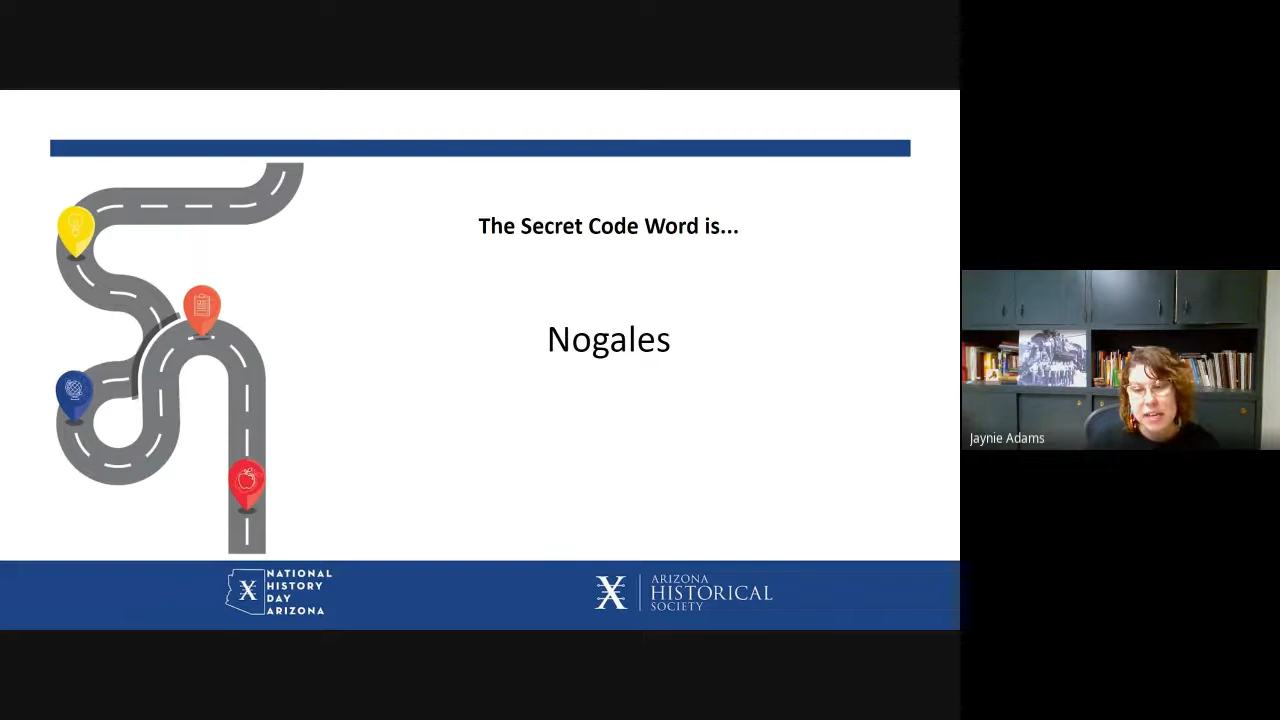 The Secret Code Word is...
Nogales
Jaynie Adams
NATIONAL
HISTORY
DAY
ARIZONA
ARIZONA
HISTORICAL
SOCIETY